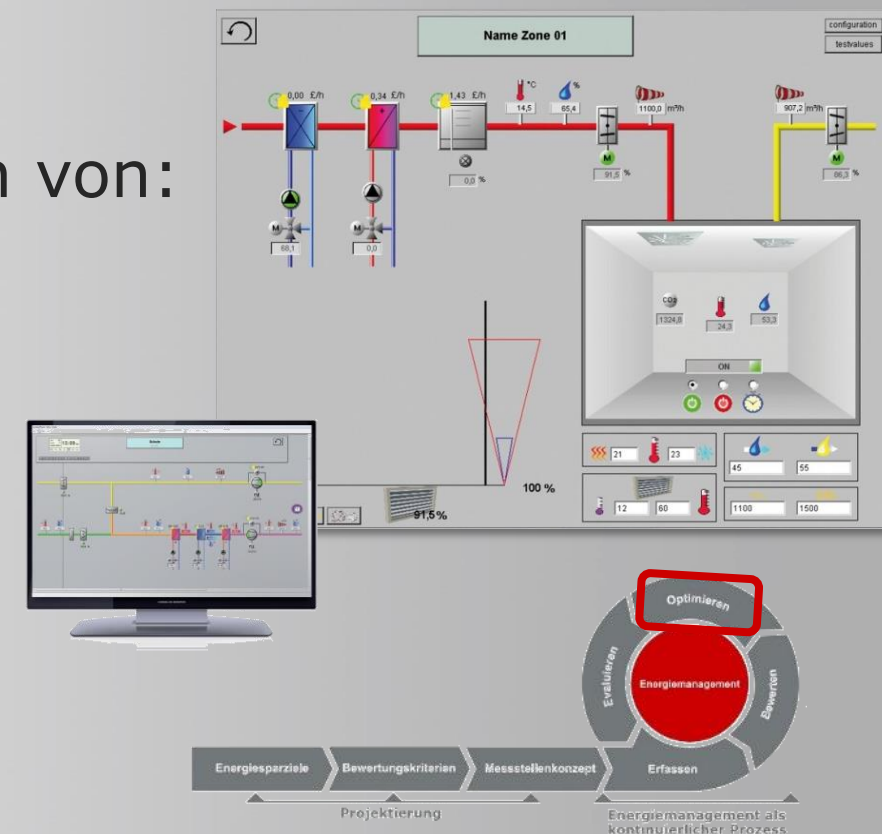 configuration
Name Zone 01
testvalues
0,00 £/h
0,34 £/h
1,43 £/h
°C
%
14,5
65,4
1100,0 m³/h
907,2 m³/h
n von:
M
M
0,0 %
91,5 %
86,3 %
M
M
68,1
0,0
CO2
1324,8
24,3
53,3
ON
21
23
45
55
100 %
12
60
1100
1500
91,5%
Optimieren
Evaluieren
Energiemanagement
Bewerten
Energiesparziele
Bewertungskriterien
Messstellenkonzept
Erfassen
Projektierung
Energiemanagement als
kontinuierlicher Prozess